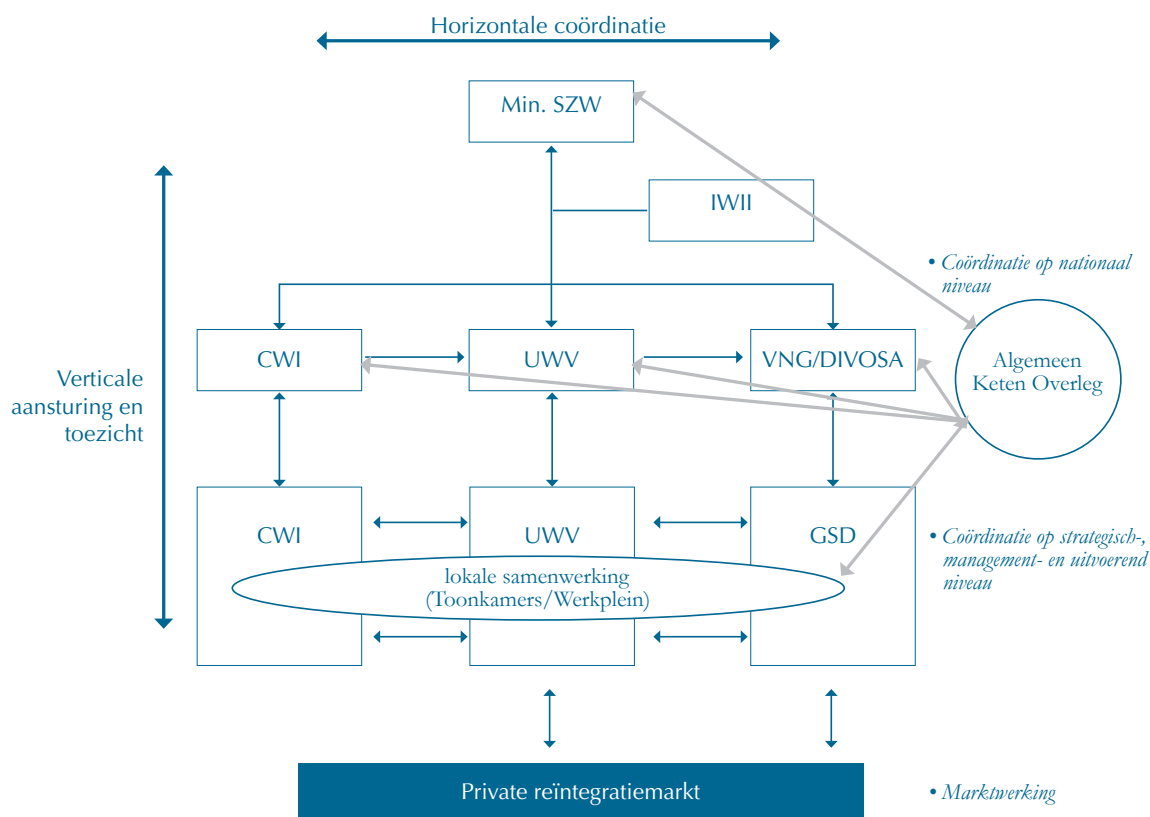 Horizontale coördinatie
Min. SZW
IWII
• Coördinatie op nationaal
niveau
CWI
UWV
VNG/DIVOSA
Algemeen
Keten Overleg
Verticale
aansturing en
toezicht
CWI
UWV
GSD
• Coördinatie op strategisch-,
management- en uitvoerend
niveau
lokale samenwerking
(Toonkamers/Werkplein)
Private reïntegratiemarkt
• Marktwerking